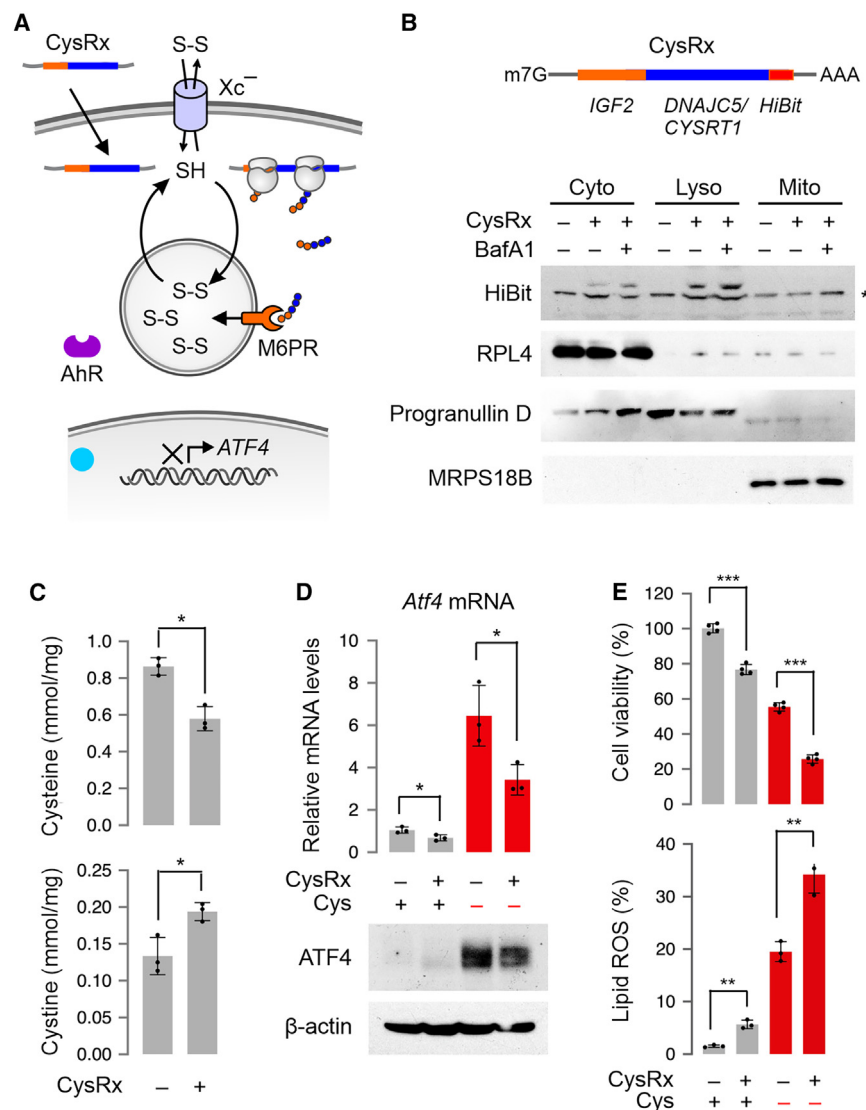 A
CysRx
S-S
Xc–
SH
S-S
S-S
S-S
M6PR
AhR
ATF4
B
CysRx
m7G
AAA
IGF2
DNAJC5/
CYSRT1
HiBit
Cyto
Lyso
Mito
CysRx – + + – + + – + +
BafA1 – – + – – + – – +
HiBit
*
RPL4
Progranullin D
MRPS18B
C
Cysteine (mmol/mg)
1.0
0.8
0.6
0.4
0.2
0.0
*
Cystine (mmol/mg)
0.25
0.20
0.15
0.10
0.05
0.00
*
CysRx – +
D
Atf4 mRNA
Relative mRNA levels
10
8
6
4
2
0
*
*
CysRx – + – +
Cys + + – –
ATF4
β-actin
E
Cell viability (%)
120
100
80
60
40
20
0
***
***
Lipid ROS (%)
40
30
20
10
0
**
**
CysRx – + – +
Cys + + – –